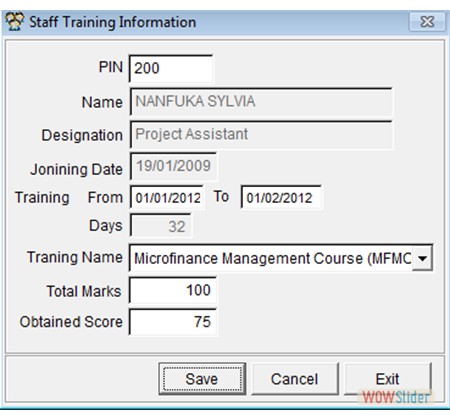 Staff Training Information
PIN 200
Name NANFUKA SYLVIA
Designation Project Assistant
Jonining Date 19/01/2009
Training From 01/01/2012 To 01/02/2012
Days 32
Traning Name Microfinance Management Course (MFMC
Total Marks 100
Obtained Score 75
Save Cancel Exit
WOWSlider